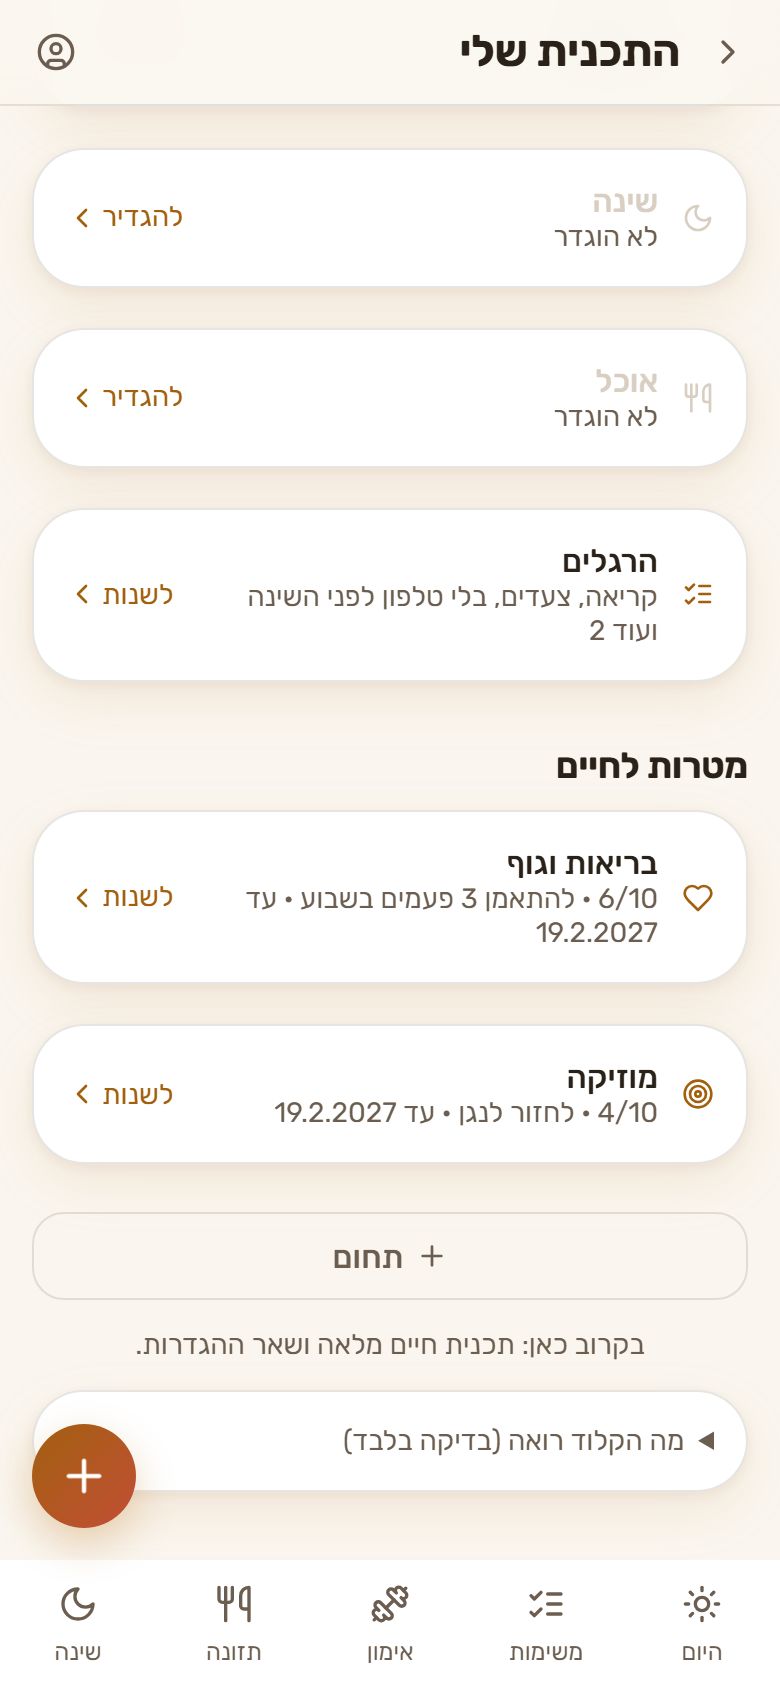 התכנית שלי
שינה
לא הוגדר
להגדיר
אוכל
לא הוגדר
להגדיר
הרגלים
קריאה, צעדים, בלי טלפון לפני השינה
ועוד 2
לשנות
מטרות לחיים
בריאות וגוף
6/10 • להתאמן 3 פעמים בשבוע • עד
19.2.2027
לשנות
מוזיקה
4/10 • לחזור לנגן • עד 19.2.2027
לשנות
+ תחום
בקרוב כאן: תכנית חיים מלאה ושאר ההגדרות.
מה הקלוד רואה (בדיקה בלבד)
היום
משימות
אימון
תזונה
שינה